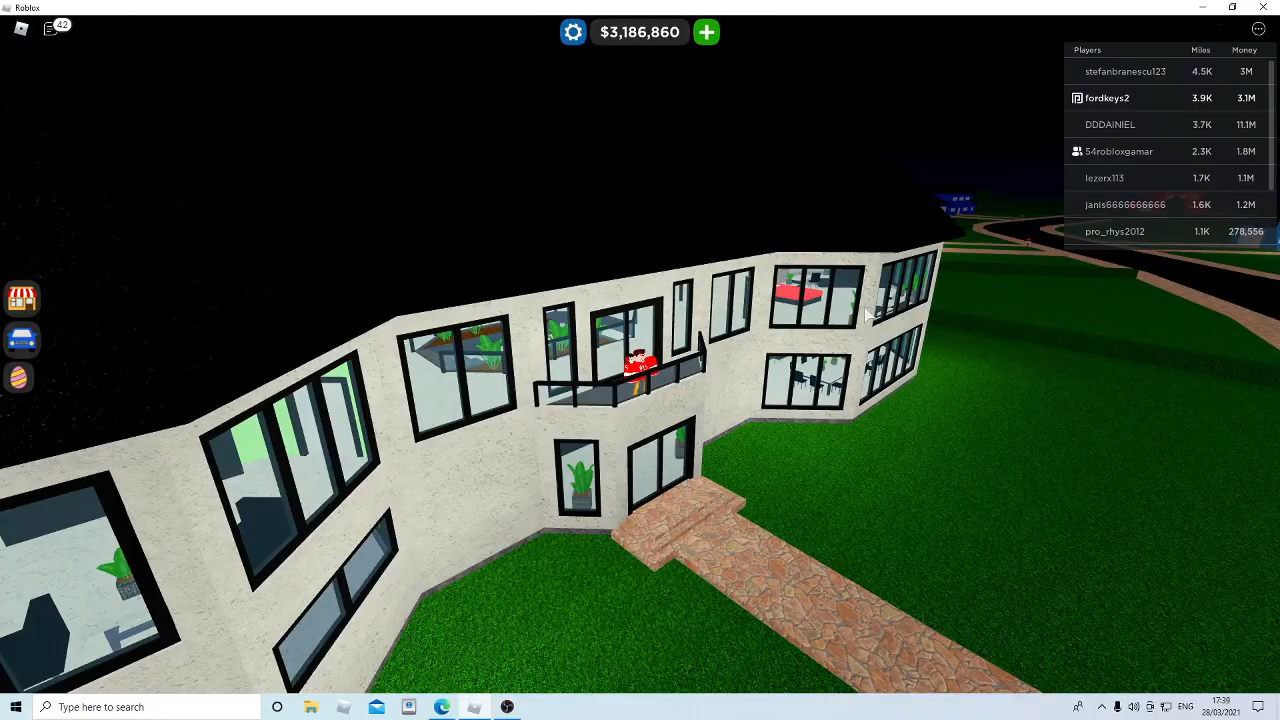 Roblox
42
$3,186,860
Players Miles Money
stefanbranescu123 4.5K 3M
fordkeys2 3.9K 3.1M
DDDAINIEL 3.7K 11.1M
54robloxgamar 2.3K 1.8M
lezerx113 1.7K 1.1M
janis6666666666 1.6K 1.2M
pro_rhys2012 1.1K 278,556
Type here to search
ENG
17:39
28/03/2021